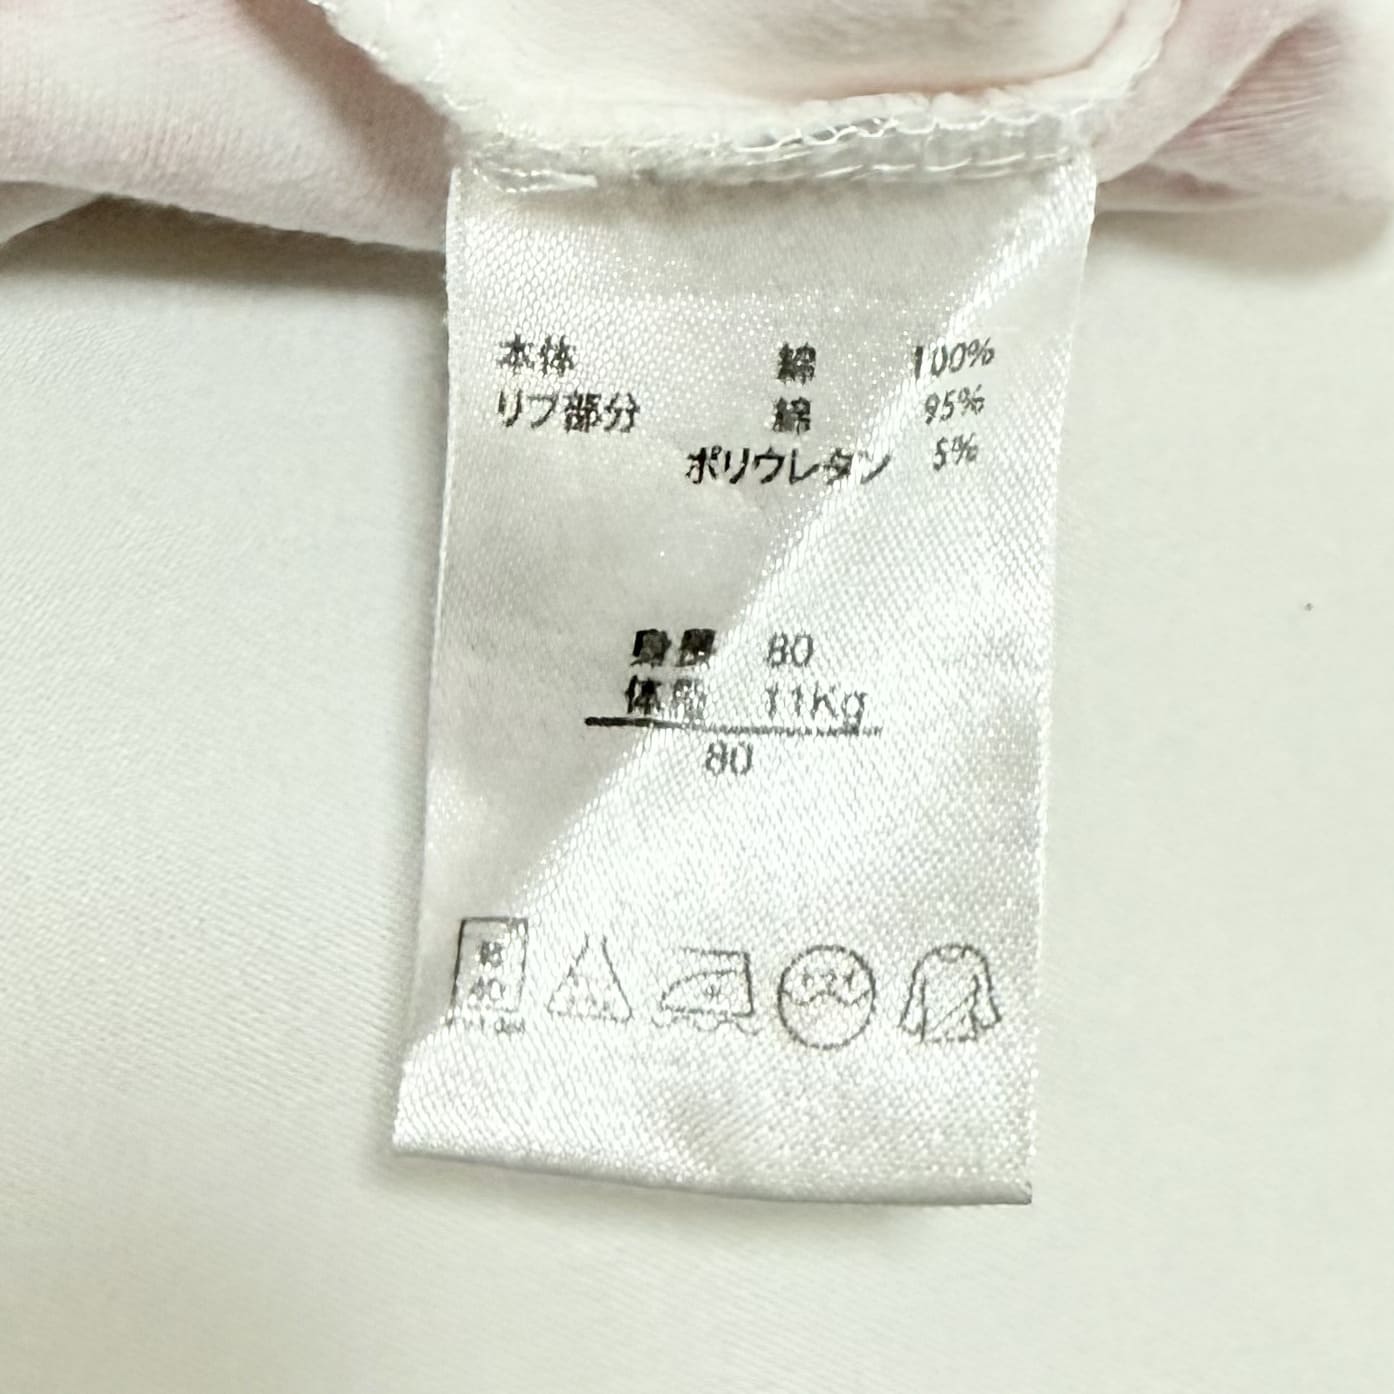 本体 綿 100%
リブ部分 綿 95%
ポリウレタン 5%
身長 80
体重 11Kg
80
40